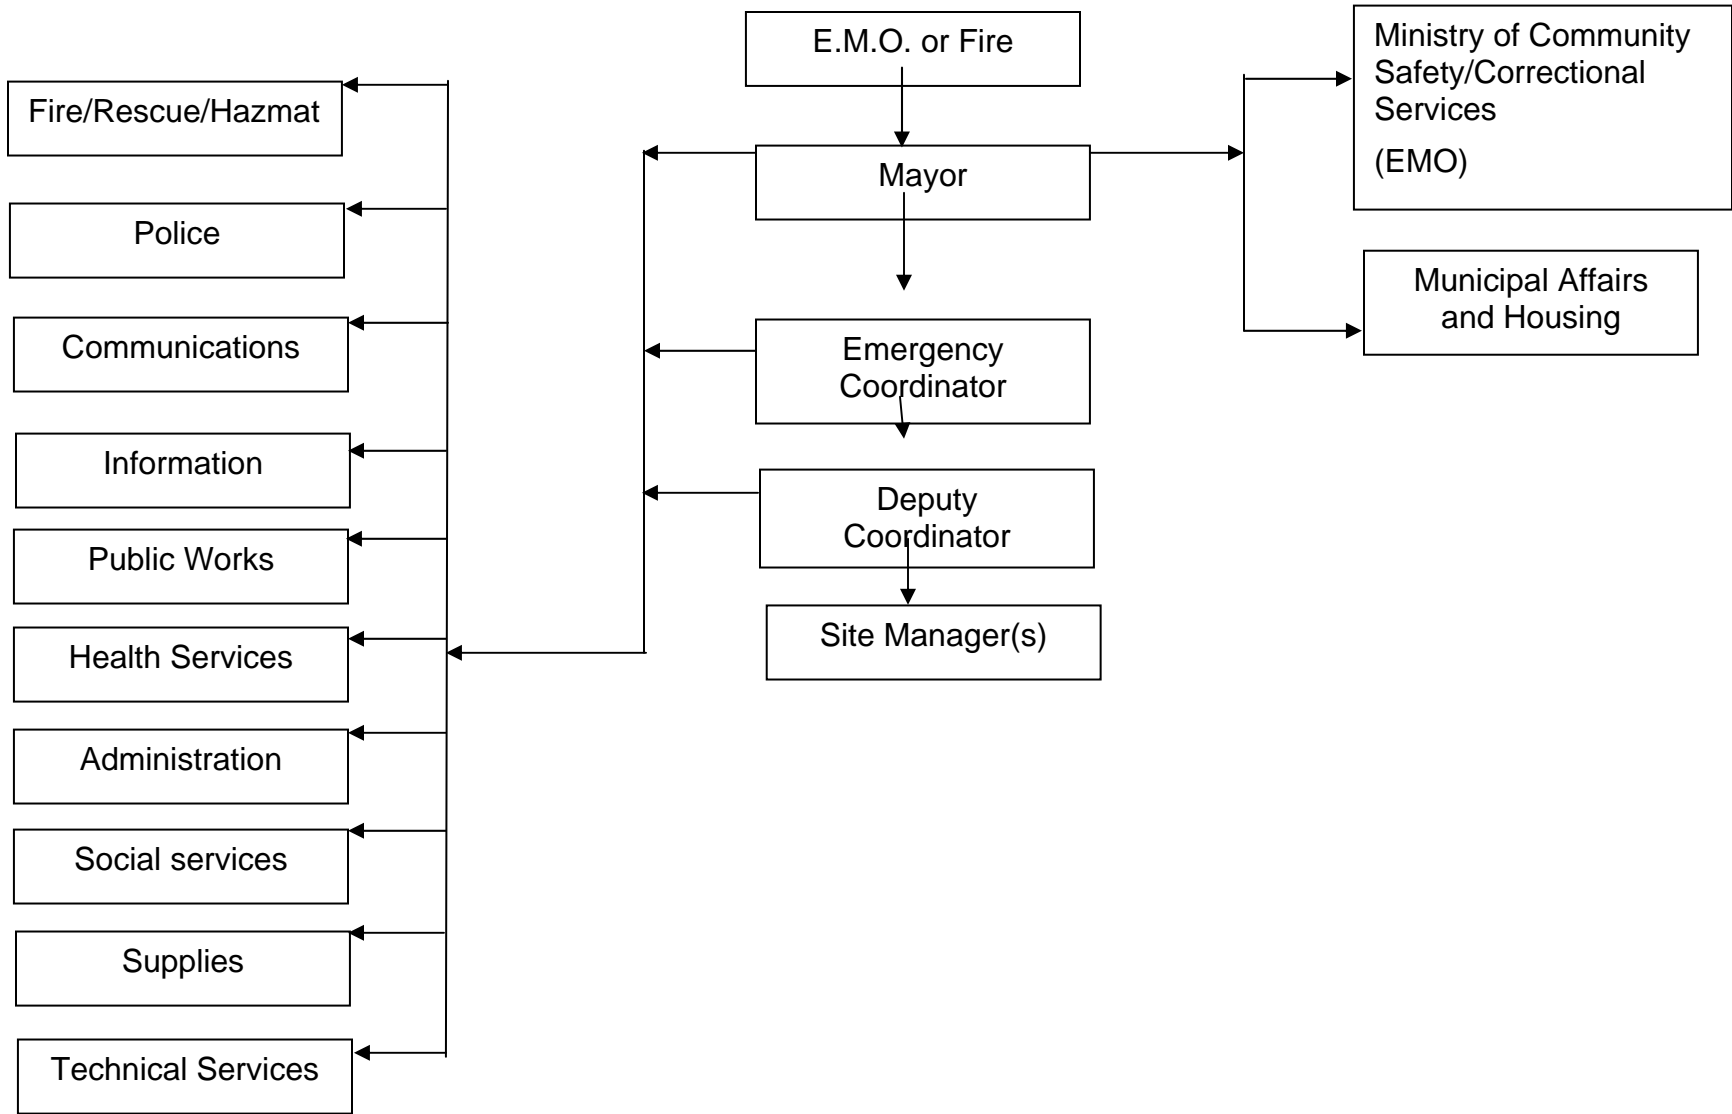 E.M.O. or Fire
Mayor
Emergency
Coordinator
Deputy
Coordinator
Site Manager(s)
Ministry of Community
Safety/Correctional
Services
(EMO)
Municipal Affairs
and Housing
Fire/Rescue/Hazmat
Police
Communications
Information
Public Works
Health Services
Administration
Social services
Supplies
Technical Services